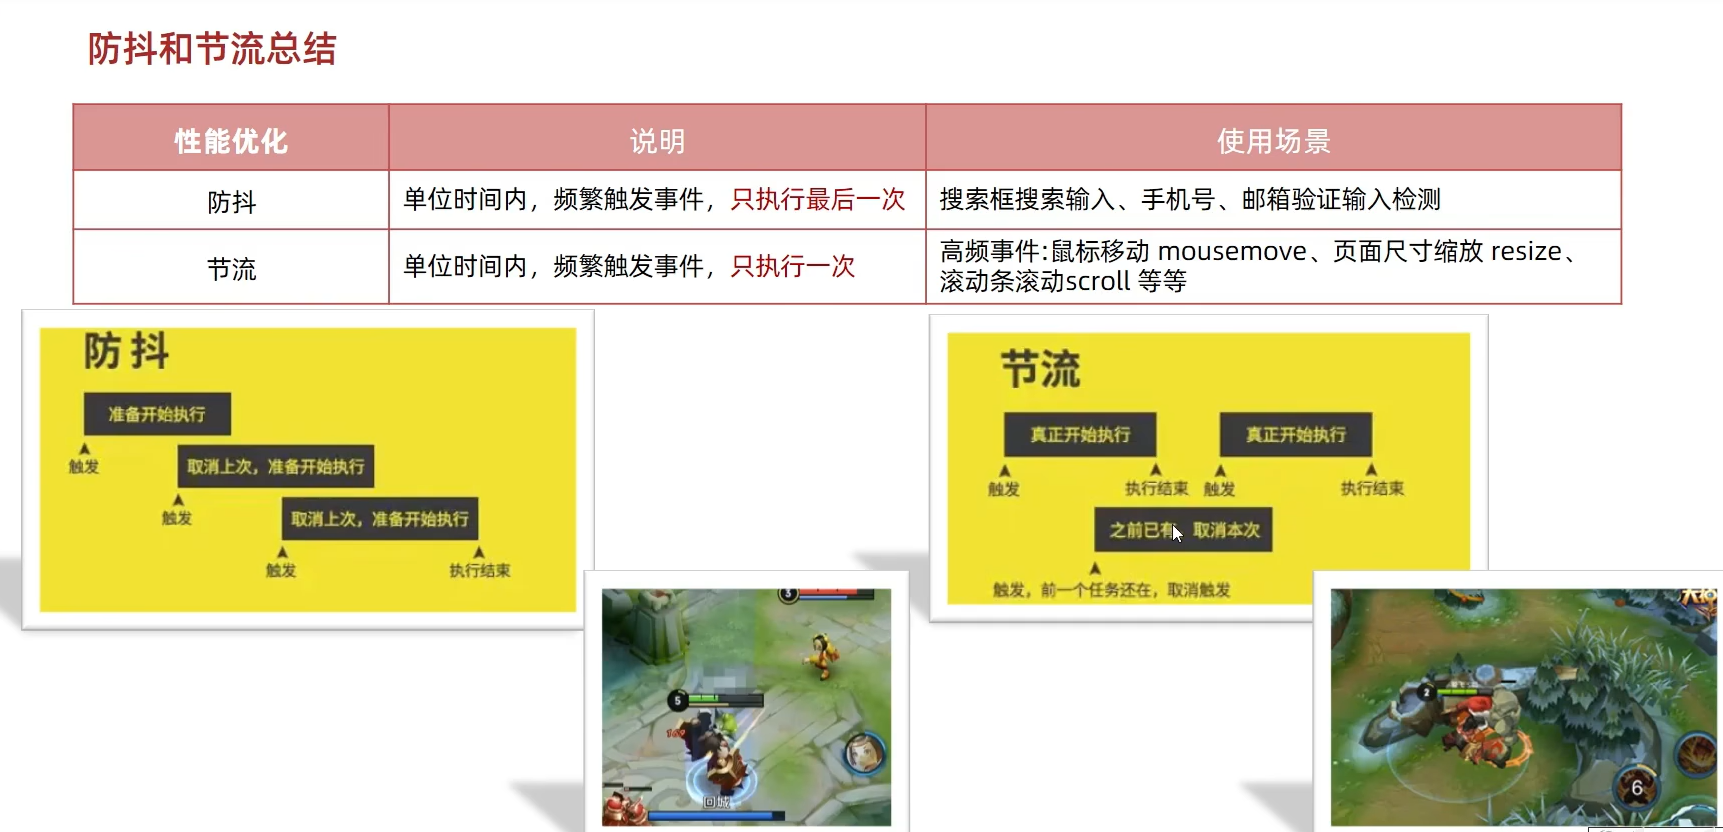 防抖和节流总结
性能优化 说明 使用场景
防抖 单位时间内，频繁触发事件，只执行最后一次 搜索框搜索输入、手机号、邮箱验证输入检测
节流 单位时间内，频繁触发事件，只执行一次 高频事件:鼠标移动 mousemove、页面尺寸缩放 resize、
滚动条滚动scroll 等等
防抖
准备开始执行
触发
取消上次，准备开始执行
触发
取消上次，准备开始执行
触发 执行结束
节流
真正开始执行 真正开始执行
触发 执行结束 触发 执行结束
之前已有 取消本次
触发，前一个任务还在，取消触发
3
5
回城
2
6